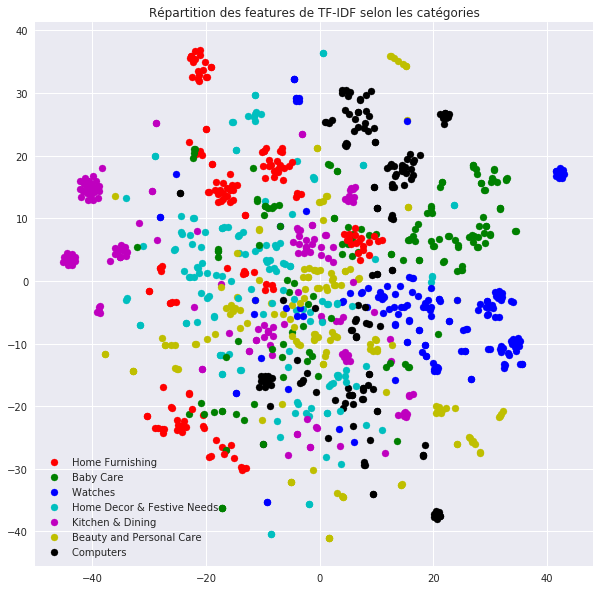 Répartition des features de TF-IDF selon les catégories
40
30
20
10
0
−10
−20
−30
−40
Home Furnishing
Baby Care
Watches
Home Decor & Festive Needs
Kitchen & Dining
Beauty and Personal Care
Computers
−40
−20
0
20
40